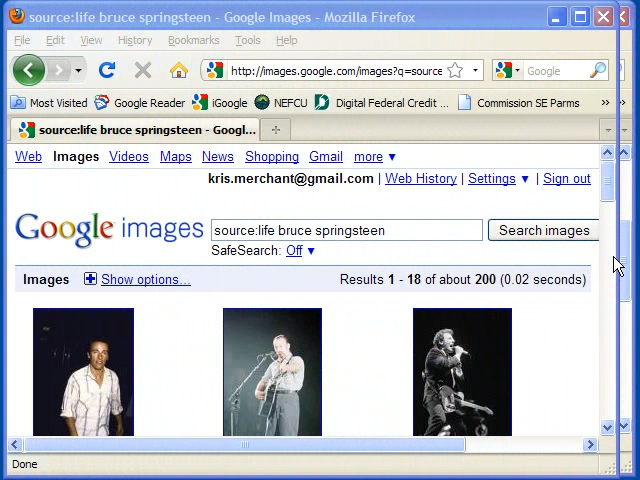 source:life bruce springsteen - Google Images - Mozilla Firefox
File Edit View History Bookmarks Tools Help
http://images.google.com/images?q=source Google
Most Visited Google Reader iGoogle NEFCU Digital Federal Credit ... Commission SE Parms »
source:life bruce springsteen - Googl...
Web Images Videos Maps News Shopping Gmail more ▼
kris.merchant@gmail.com | Web History | Settings ▼ | Sign out
Google images source:life bruce springsteen Search images
SafeSearch: Off ▼
Images Show options... Results 1 - 18 of about 200 (0.02 seconds)
Done